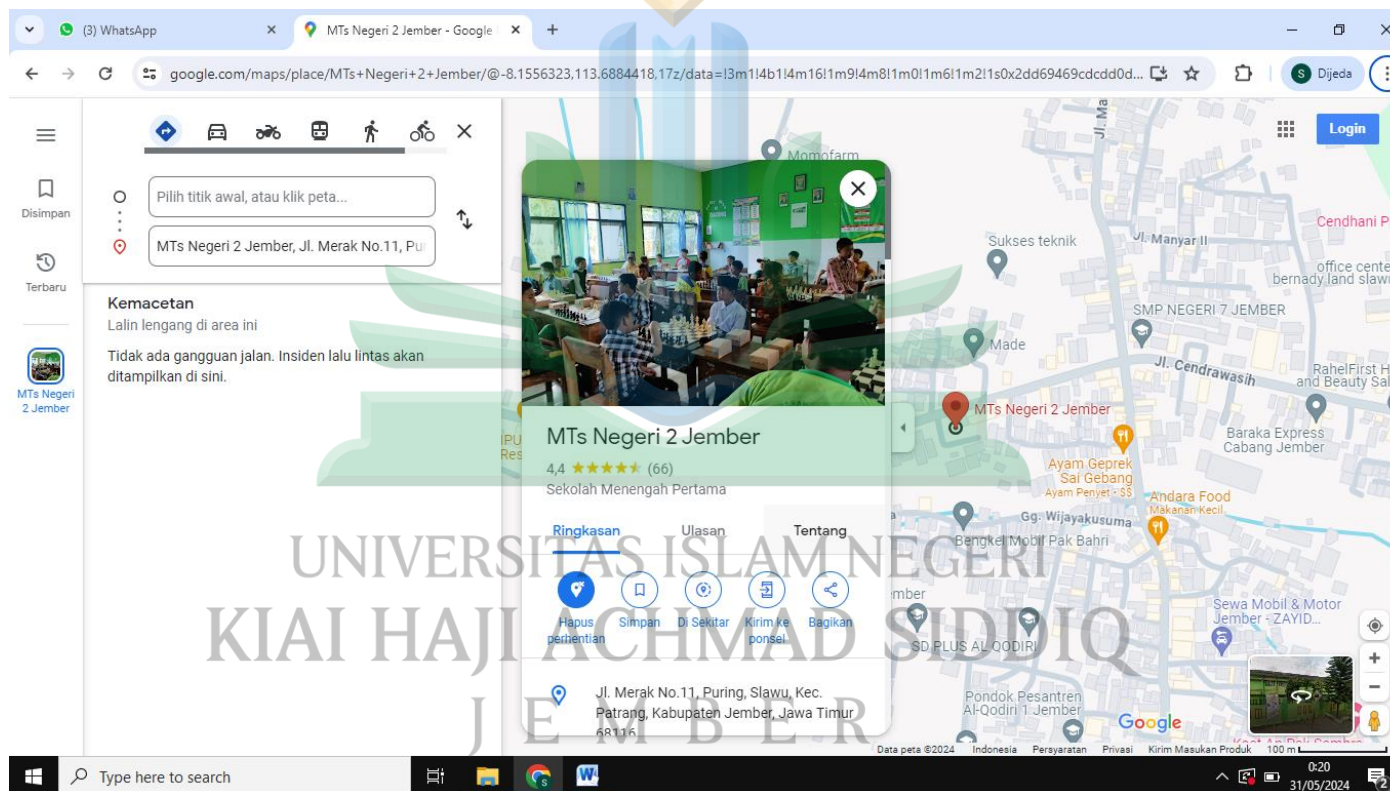 (3) WhatsApp
MTs Negeri 2 Jember - Google
google.com/maps/place/MTs+Negeri+2+Jember/@-8.1556323,113.6884418,17z/data=!3m1!4b1!4m16!1m9!4m8!1m0!1m6!1m2!1s0x2dd69469cdcdd0d...
S Dijeda
Disimpan
Terbaru
MTs Negeri
2 Jember
Pilih titik awal, atau klik peta...
MTs Negeri 2 Jember, Jl. Merak No.11, Pur
Kemacetan
Lalin lengang di area ini
Tidak ada gangguan jalan. Insiden lalu lintas akan
ditampilkan di sini.
MTs Negeri 2 Jember
4,4 (66)
Sekolah Menengah Pertama
Ringkasan Ulasan Tentang
Hapus
perhentian
Simpan
Di Sekitar
Kirim ke
ponsel
Bagikan
Jl. Merak No.11, Puring, Slawu, Kec.
Patrang, Kabupaten Jember, Jawa Timur
68116
Login
Momofarm
Jl. Ma
Cendhani P
Sukses teknik
Jl. Manyar II
office cente
bernady land slawu
SMP NEGERI 7 JEMBER
Made
Jl. Cendrawasih
RahelFirst H
and Beauty Sal
MTs Negeri 2 Jember
Baraka Express
Cabang Jember
Ayam Geprek
Sai Gebang
Ayam Penyet - $$
Andara Food
Makanan Kecil
Gg. Wijayakusuma
Bengkel Mobil Pak Bahri
mber
SD PLUS AL QODIRI
Sewa Mobil & Motor
Jember - ZAYID...
Pondok Pesantren
Al-Qodiri 1 Jember
Google
Data peta ©2024 Indonesia Persyaratan Privasi Kirim Masukan Produk 100 m
UNIVERSITAS ISLAM NEGERI
KIAI HAJI ACHMAD SIDDIQ
JEMBER
Type here to search
0:20
31/05/2024
2